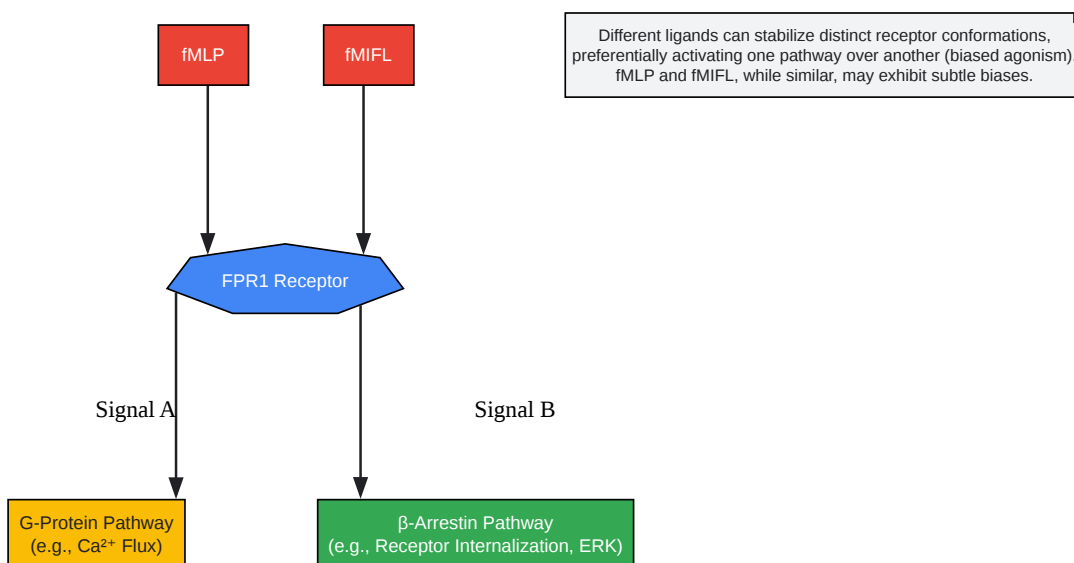 fMLP
fMIFL
Different ligands can stabilize distinct receptor conformations,
preferentially activating one pathway over another (biased agonism).
fMLP and fMIFL, while similar, may exhibit subtle biases.
FPR1 Receptor
Signal A
Signal B
G-Protein Pathway
(e.g., Ca²⁺ Flux)
β-Arrestin Pathway
(e.g., Receptor Internalization, ERK)